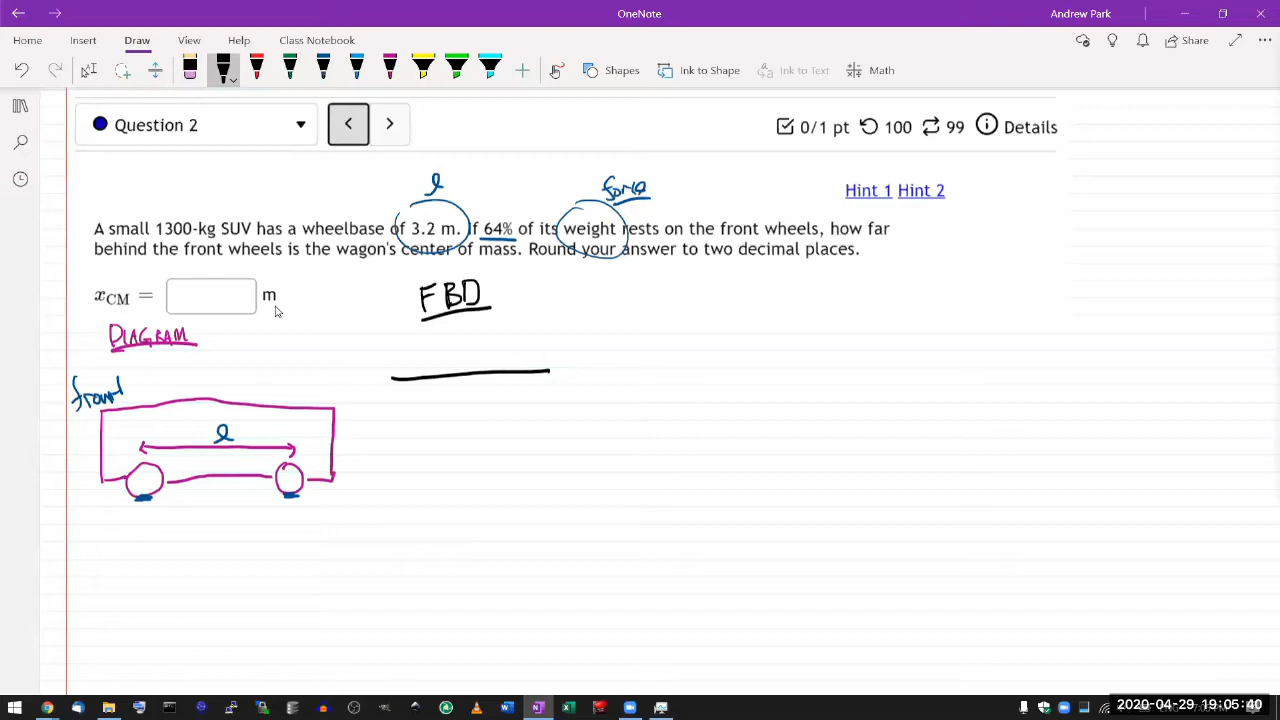 OneNote
Andrew Park
Home
Insert
Draw
View
Help
Class Notebook
Share
Shapes
Ink to Shape
Ink to Text
Math
Question 2
<
>
0/1 pt
100
99
Details
l
force
Hint 1 Hint 2
A small 1300-kg SUV has a wheelbase of 3.2 m. If 64% of its weight rests on the front wheels, how far
behind the front wheels is the wagon's center of mass. Round your answer to two decimal places.
xCM =
m
FBD
DIAGRAM
front
l
2020-04-29 19:05:40